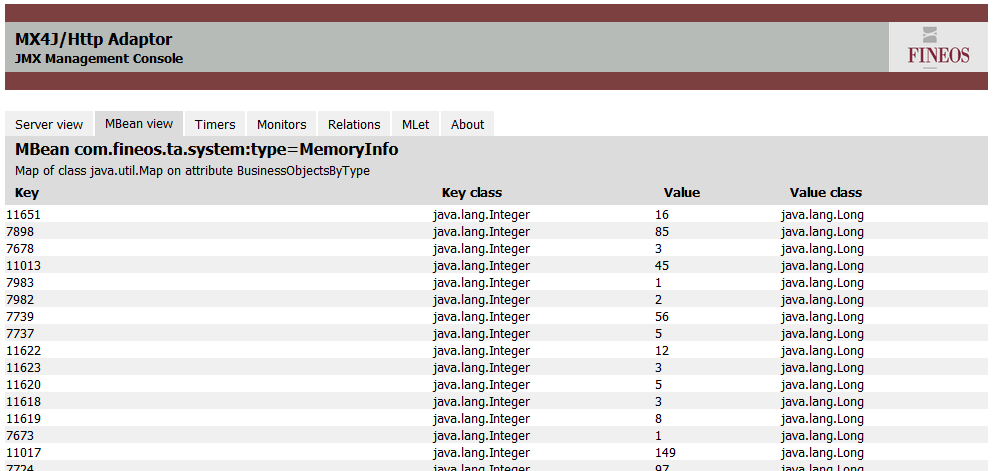 MX4J/Http Adaptor
JMX Management Console
FINEOS
Server view MBean view Timers Monitors Relations MLet About
MBean com.fineos.ta.system:type=MemoryInfo
Map of class java.util.Map on attribute BusinessObjectsByType
Key Key class Value Value class
11651 java.lang.Integer 16 java.lang.Long
7898 java.lang.Integer 85 java.lang.Long
7678 java.lang.Integer 3 java.lang.Long
11013 java.lang.Integer 45 java.lang.Long
7983 java.lang.Integer 1 java.lang.Long
7982 java.lang.Integer 2 java.lang.Long
7739 java.lang.Integer 56 java.lang.Long
7737 java.lang.Integer 5 java.lang.Long
11622 java.lang.Integer 12 java.lang.Long
11623 java.lang.Integer 3 java.lang.Long
11620 java.lang.Integer 5 java.lang.Long
11618 java.lang.Integer 3 java.lang.Long
11619 java.lang.Integer 8 java.lang.Long
7673 java.lang.Integer 1 java.lang.Long
11017 java.lang.Integer 149 java.lang.Long
7724 java.lang.Integer 97 java.lang.Long